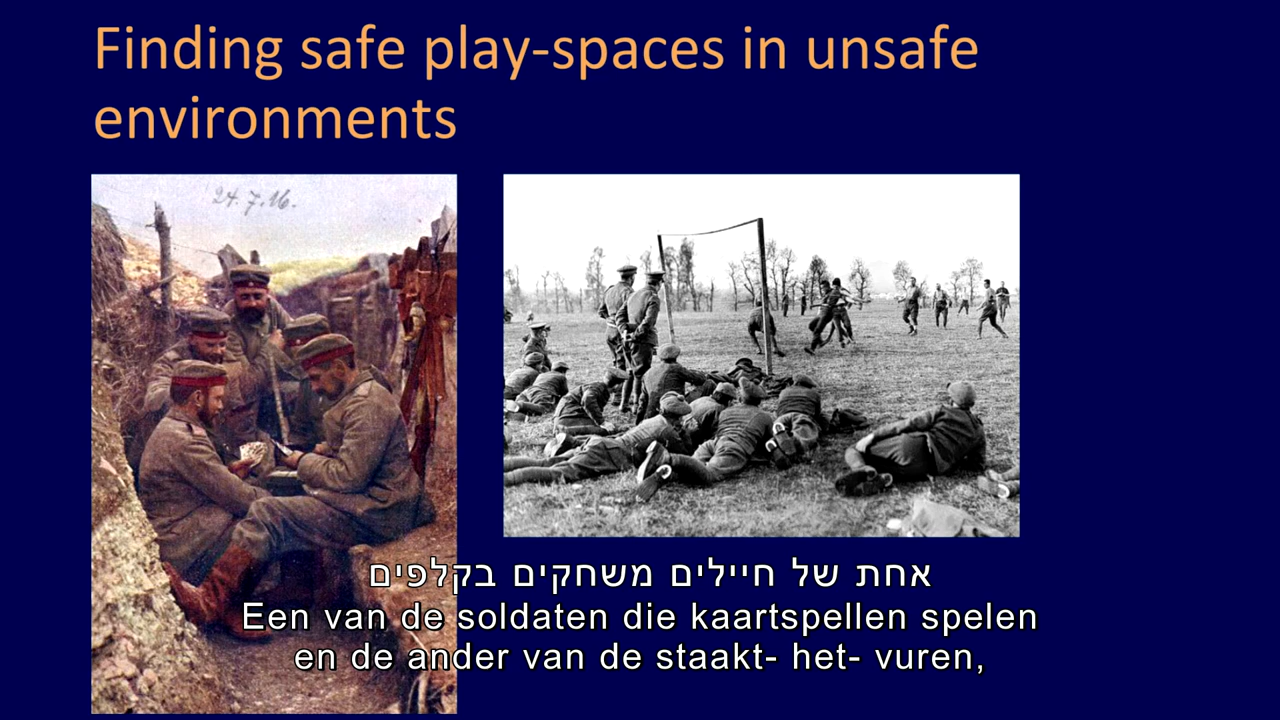 Finding safe play-spaces in unsafe
environments
24.7.16.
אחת של חיילים משחקים בקלפים
Een van de soldaten die kaartspellen spelen
en de ander van de staakt- het- vuren,